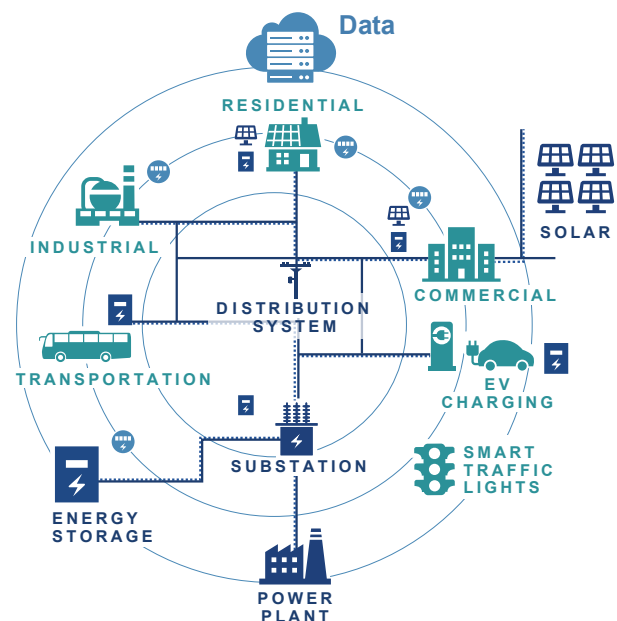 Data
RESIDENTIAL
SOLAR
INDUSTRIAL
COMMERCIAL
DISTRIBUTION
SYSTEM
TRANSPORTATION
EV
CHARGING
SUBSTATION
SMART
TRAFFIC
LIGHTS
ENERGY
STORAGE
POWER
PLANT